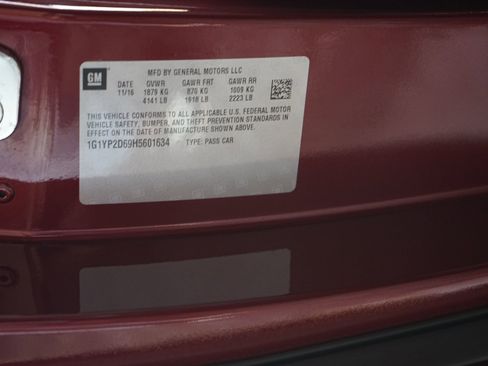 GM
MFD BY GENERAL MOTORS LLC
DATE GVWR GAWR FRT GAWR RR
11/16 1879 KG 870 KG 1009 KG
4141 LB 1918 LB 2223 LB
THIS VEHICLE CONFORMS TO ALL APPLICABLE U.S. FEDERAL MOTOR
VEHICLE SAFETY, BUMPER, AND THEFT PREVENTION STANDARDS IN
EFFECT ON THE DATE OF MANUFACTURE SHOWN ABOVE.
1G1YP2D69H5601634 TYPE: PASS CAR